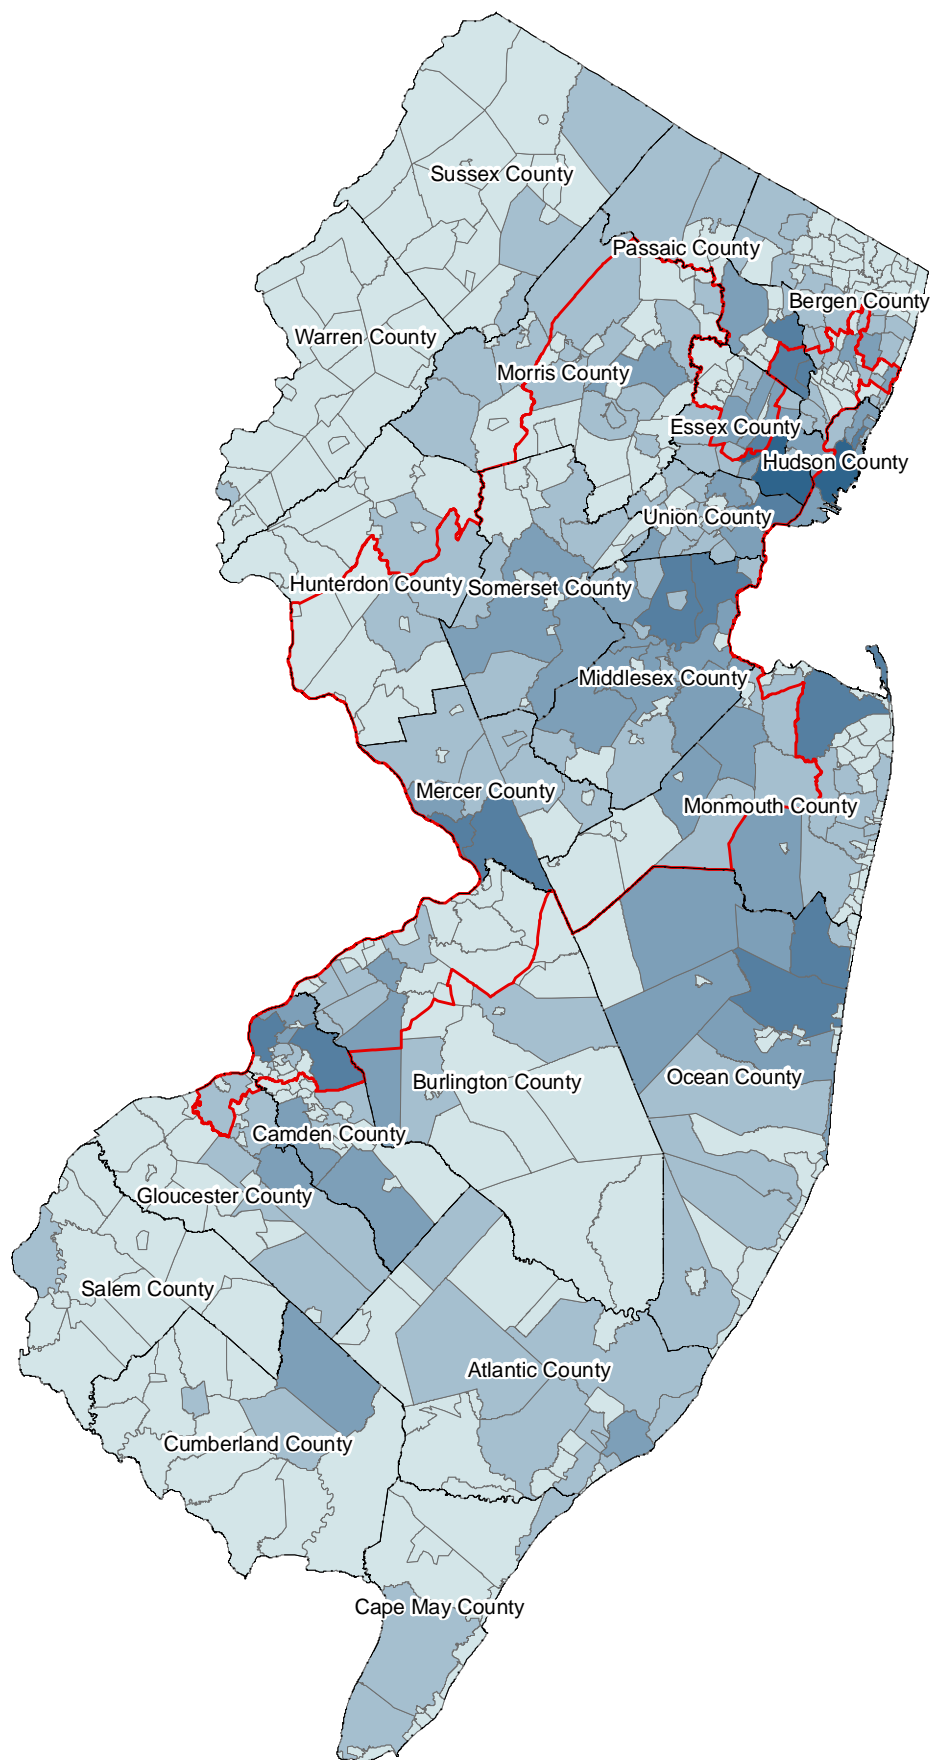 Sussex County
Passaic County
Bergen County
Warren County
Morris County
Essex County
Hudson County
Union County
Hunterdon County
Somerset County
Middlesex County
Mercer County
Monmouth County
Ocean County
Burlington County
Camden County
Gloucester County
Salem County
Atlantic County
Cumberland County
Cape May County